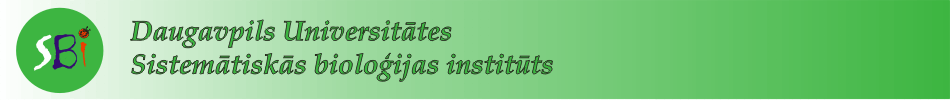 SBi
Daugavpils Universitātes
Sistemātiskās bioloģijas institūts